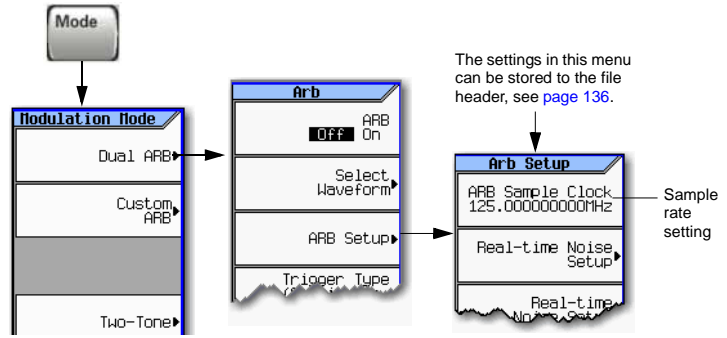 Mode
Modulation Mode
Dual ARB
Custom
ARB
Two-Tone
Arb
ARB
Off On
Select
Waveform
ARB Setup
Trigger Type
The settings in this menu
can be stored to the file
header, see page 136.
Arb Setup
ARB Sample Clock
125.000000000MHz
Real-time Noise
Setup
Real-time
Sample
rate
setting